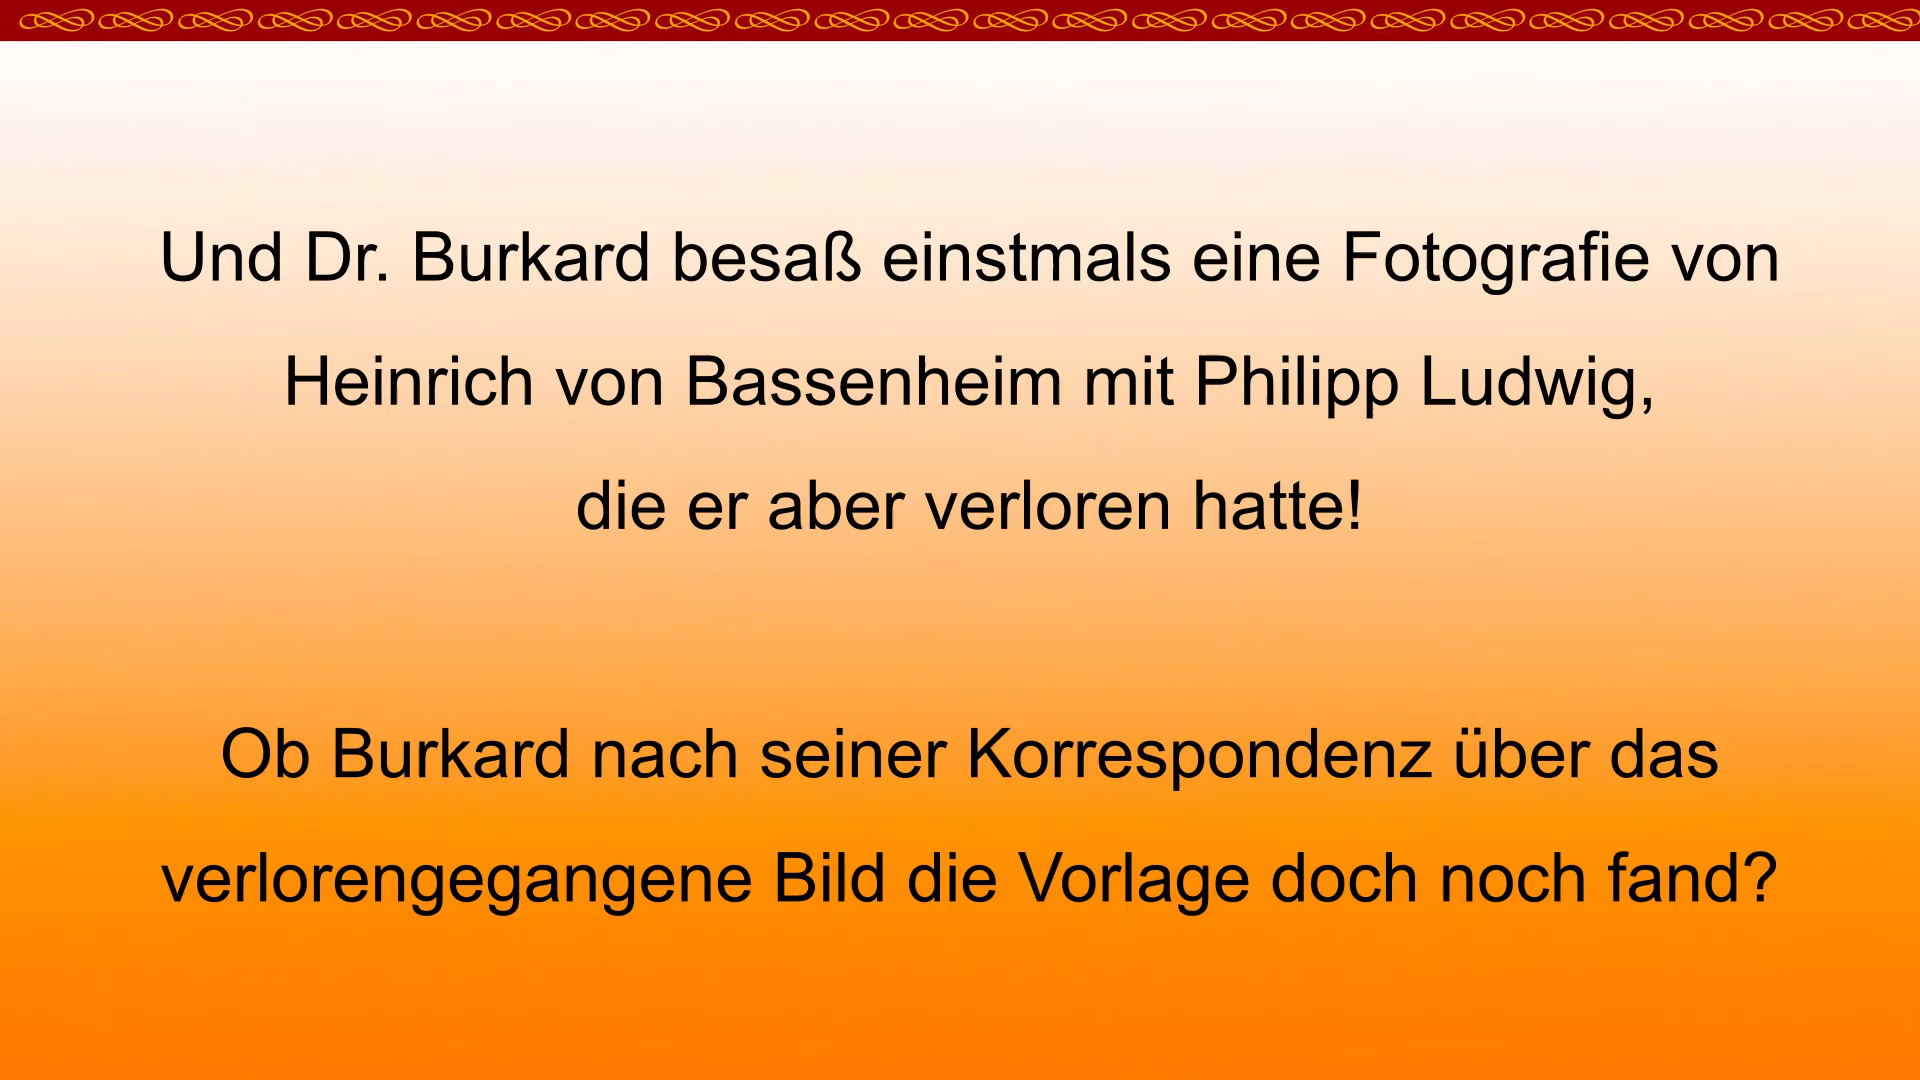 Und Dr. Burkard besaß einstmals eine Fotografie von
Heinrich von Bassenheim mit Philipp Ludwig,
die er aber verloren hatte!
Ob Burkard nach seiner Korrespondenz über das
verlorengegangene Bild die Vorlage doch noch fand?